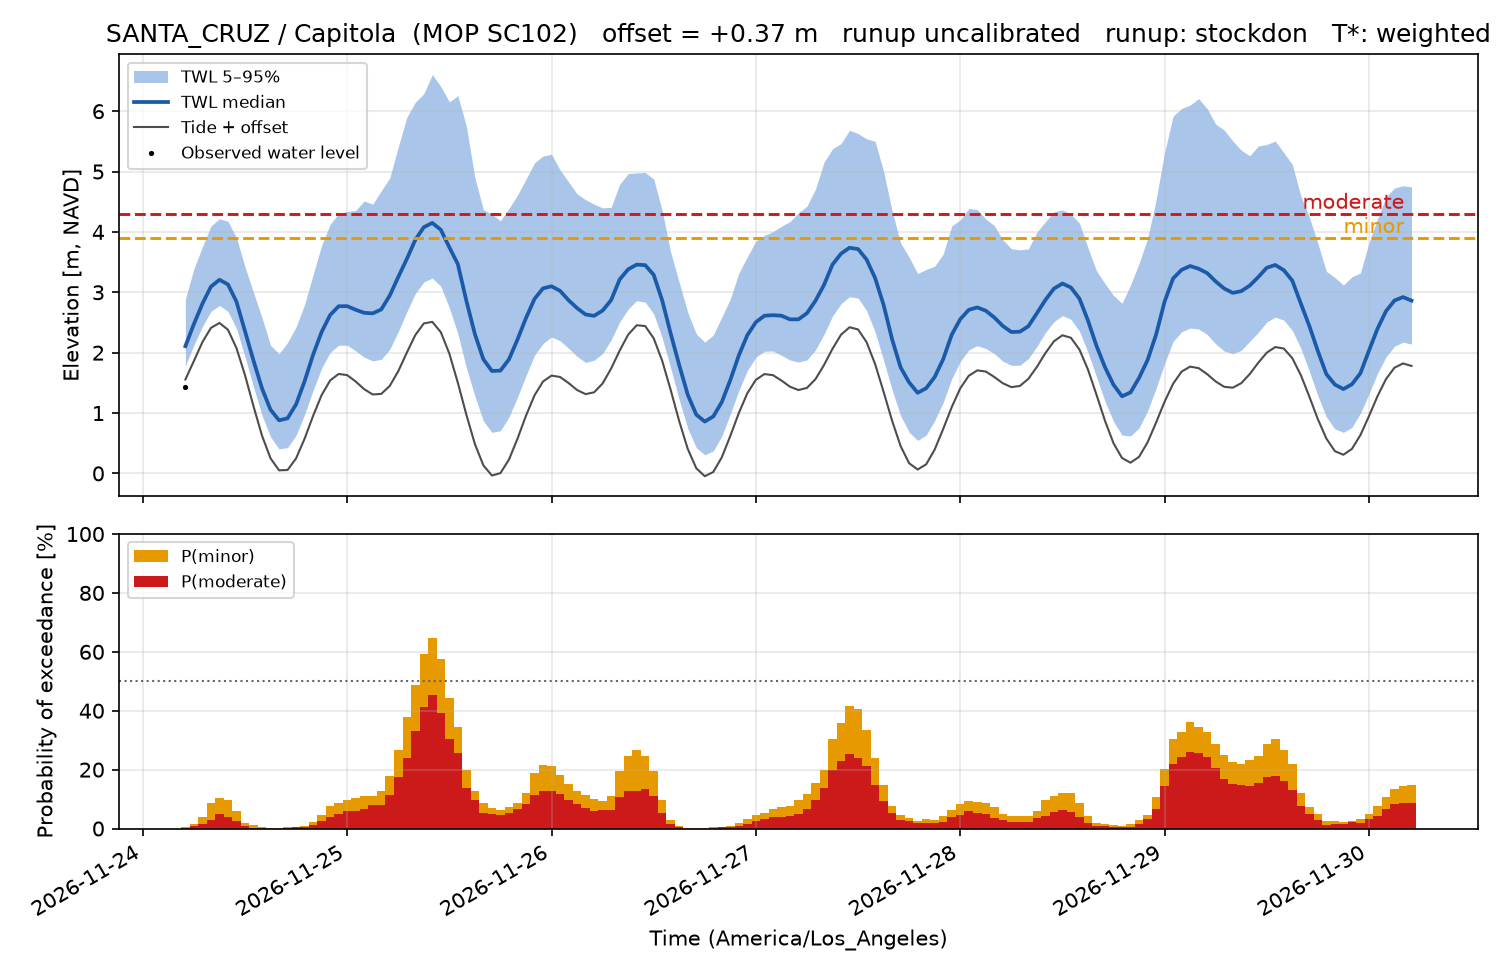 SANTA_CRUZ / Capitola  (MOP SC102)   offset = +0.37 m   runup uncalibrated   runup: stockdon   T*: weighted
Elevation [m, NAVD]
6
5
4
3
2
1
0
TWL 5–95%
TWL median
Tide + offset
Observed water level
moderate
minor
Probability of exceedance [%]
100
80
60
40
20
0
P(minor)
P(moderate)
2026-11-24
2026-11-25
2026-11-26
2026-11-27
2026-11-28
2026-11-29
2026-11-30
Time (America/Los_Angeles)